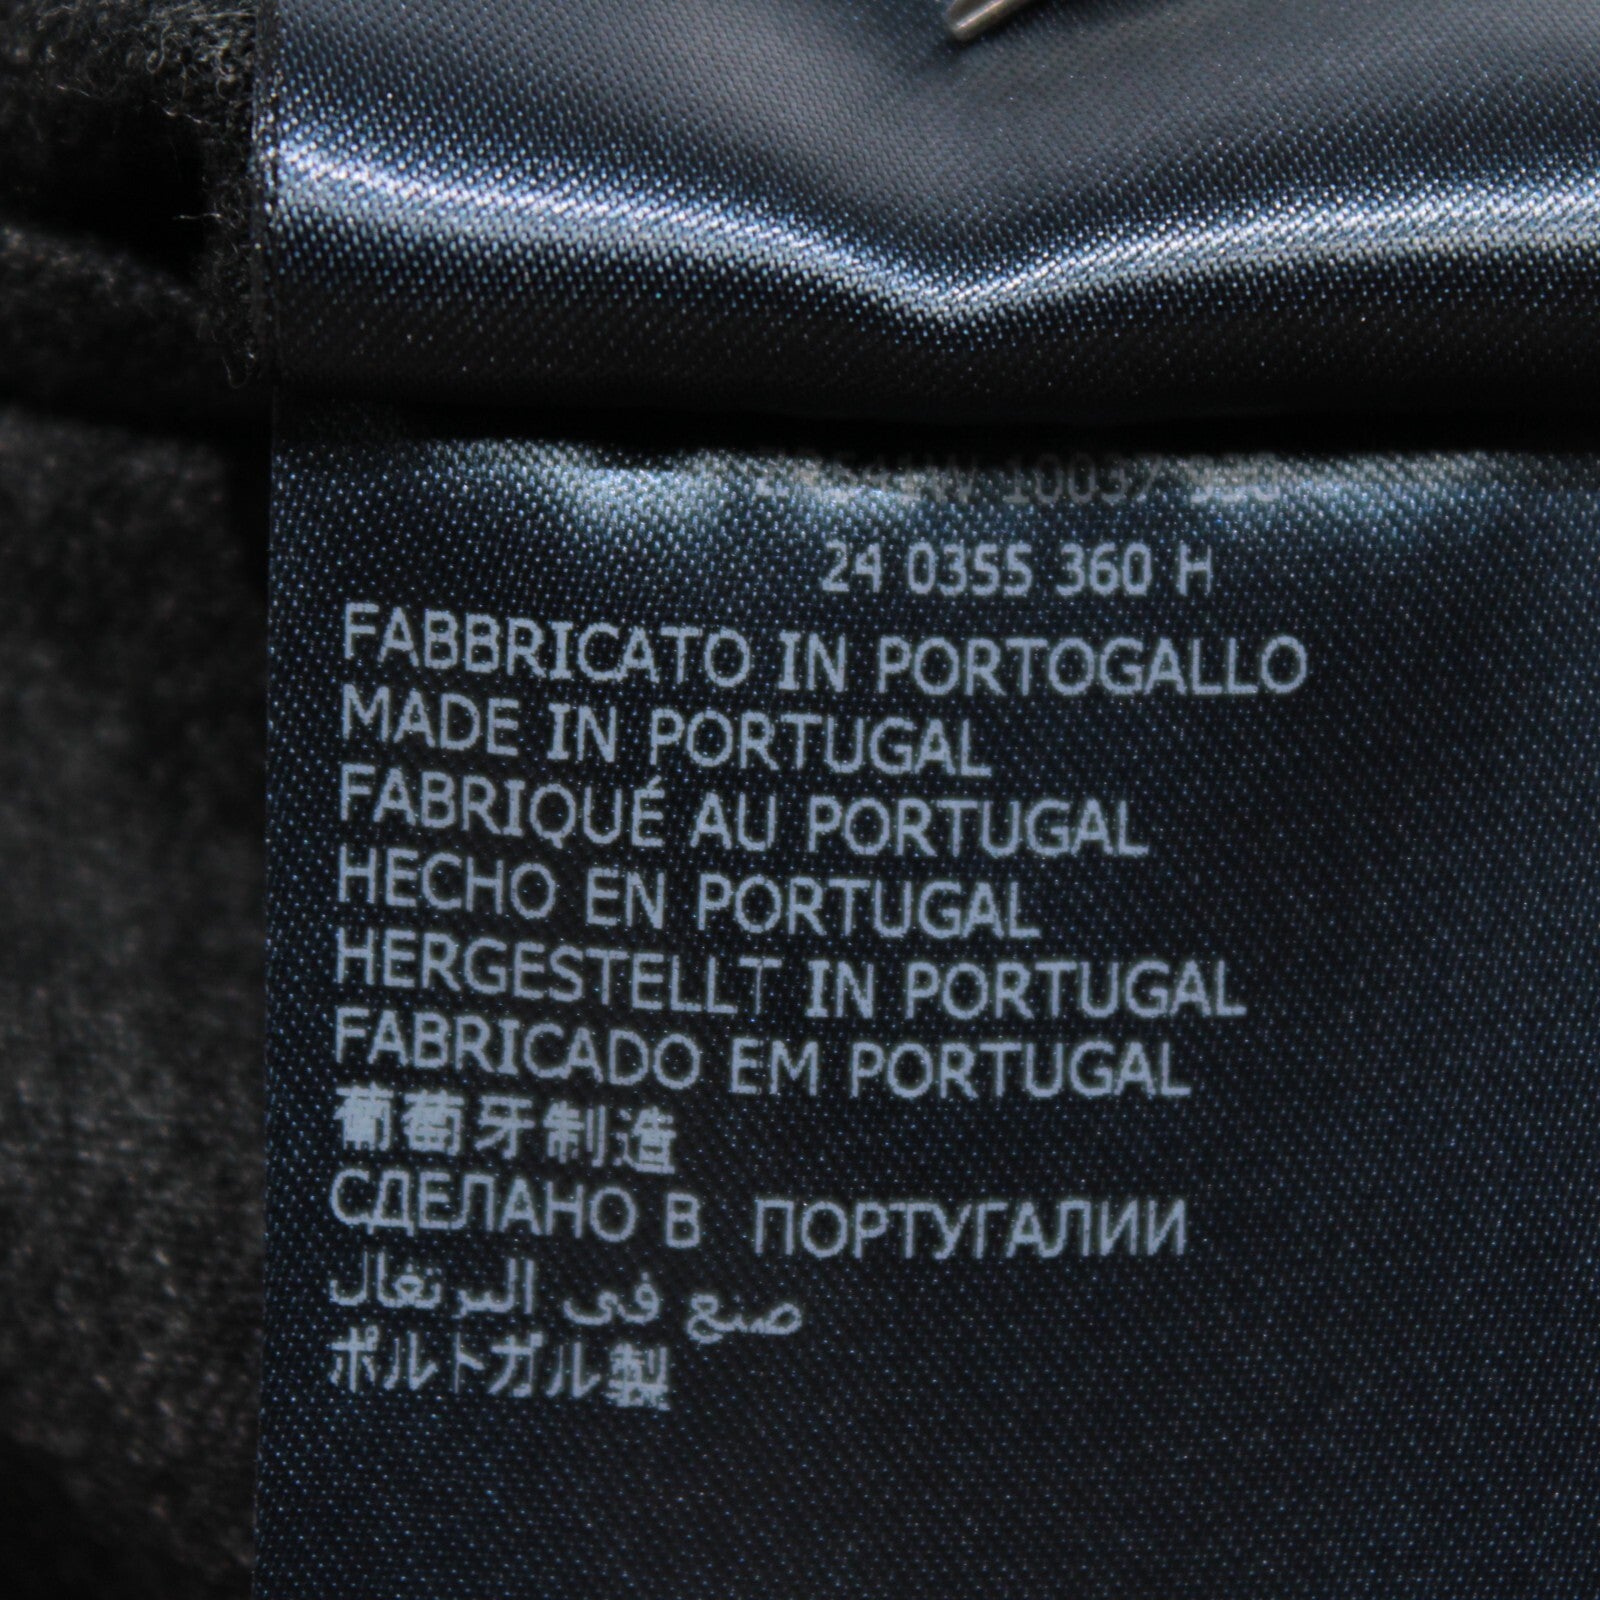 10037
24 0355 360 H
FABBRICATO IN PORTOGALLO
MADE IN PORTUGAL
FABRIQUÉ AU PORTUGAL
HECHO EN PORTUGAL
HERGESTELLT IN PORTUGAL
FABRICADO EM PORTUGAL
葡萄牙制造
СДЕЛАНО В ПОРТУГАЛИИ
صنع في البرتغال
ポルトガル製